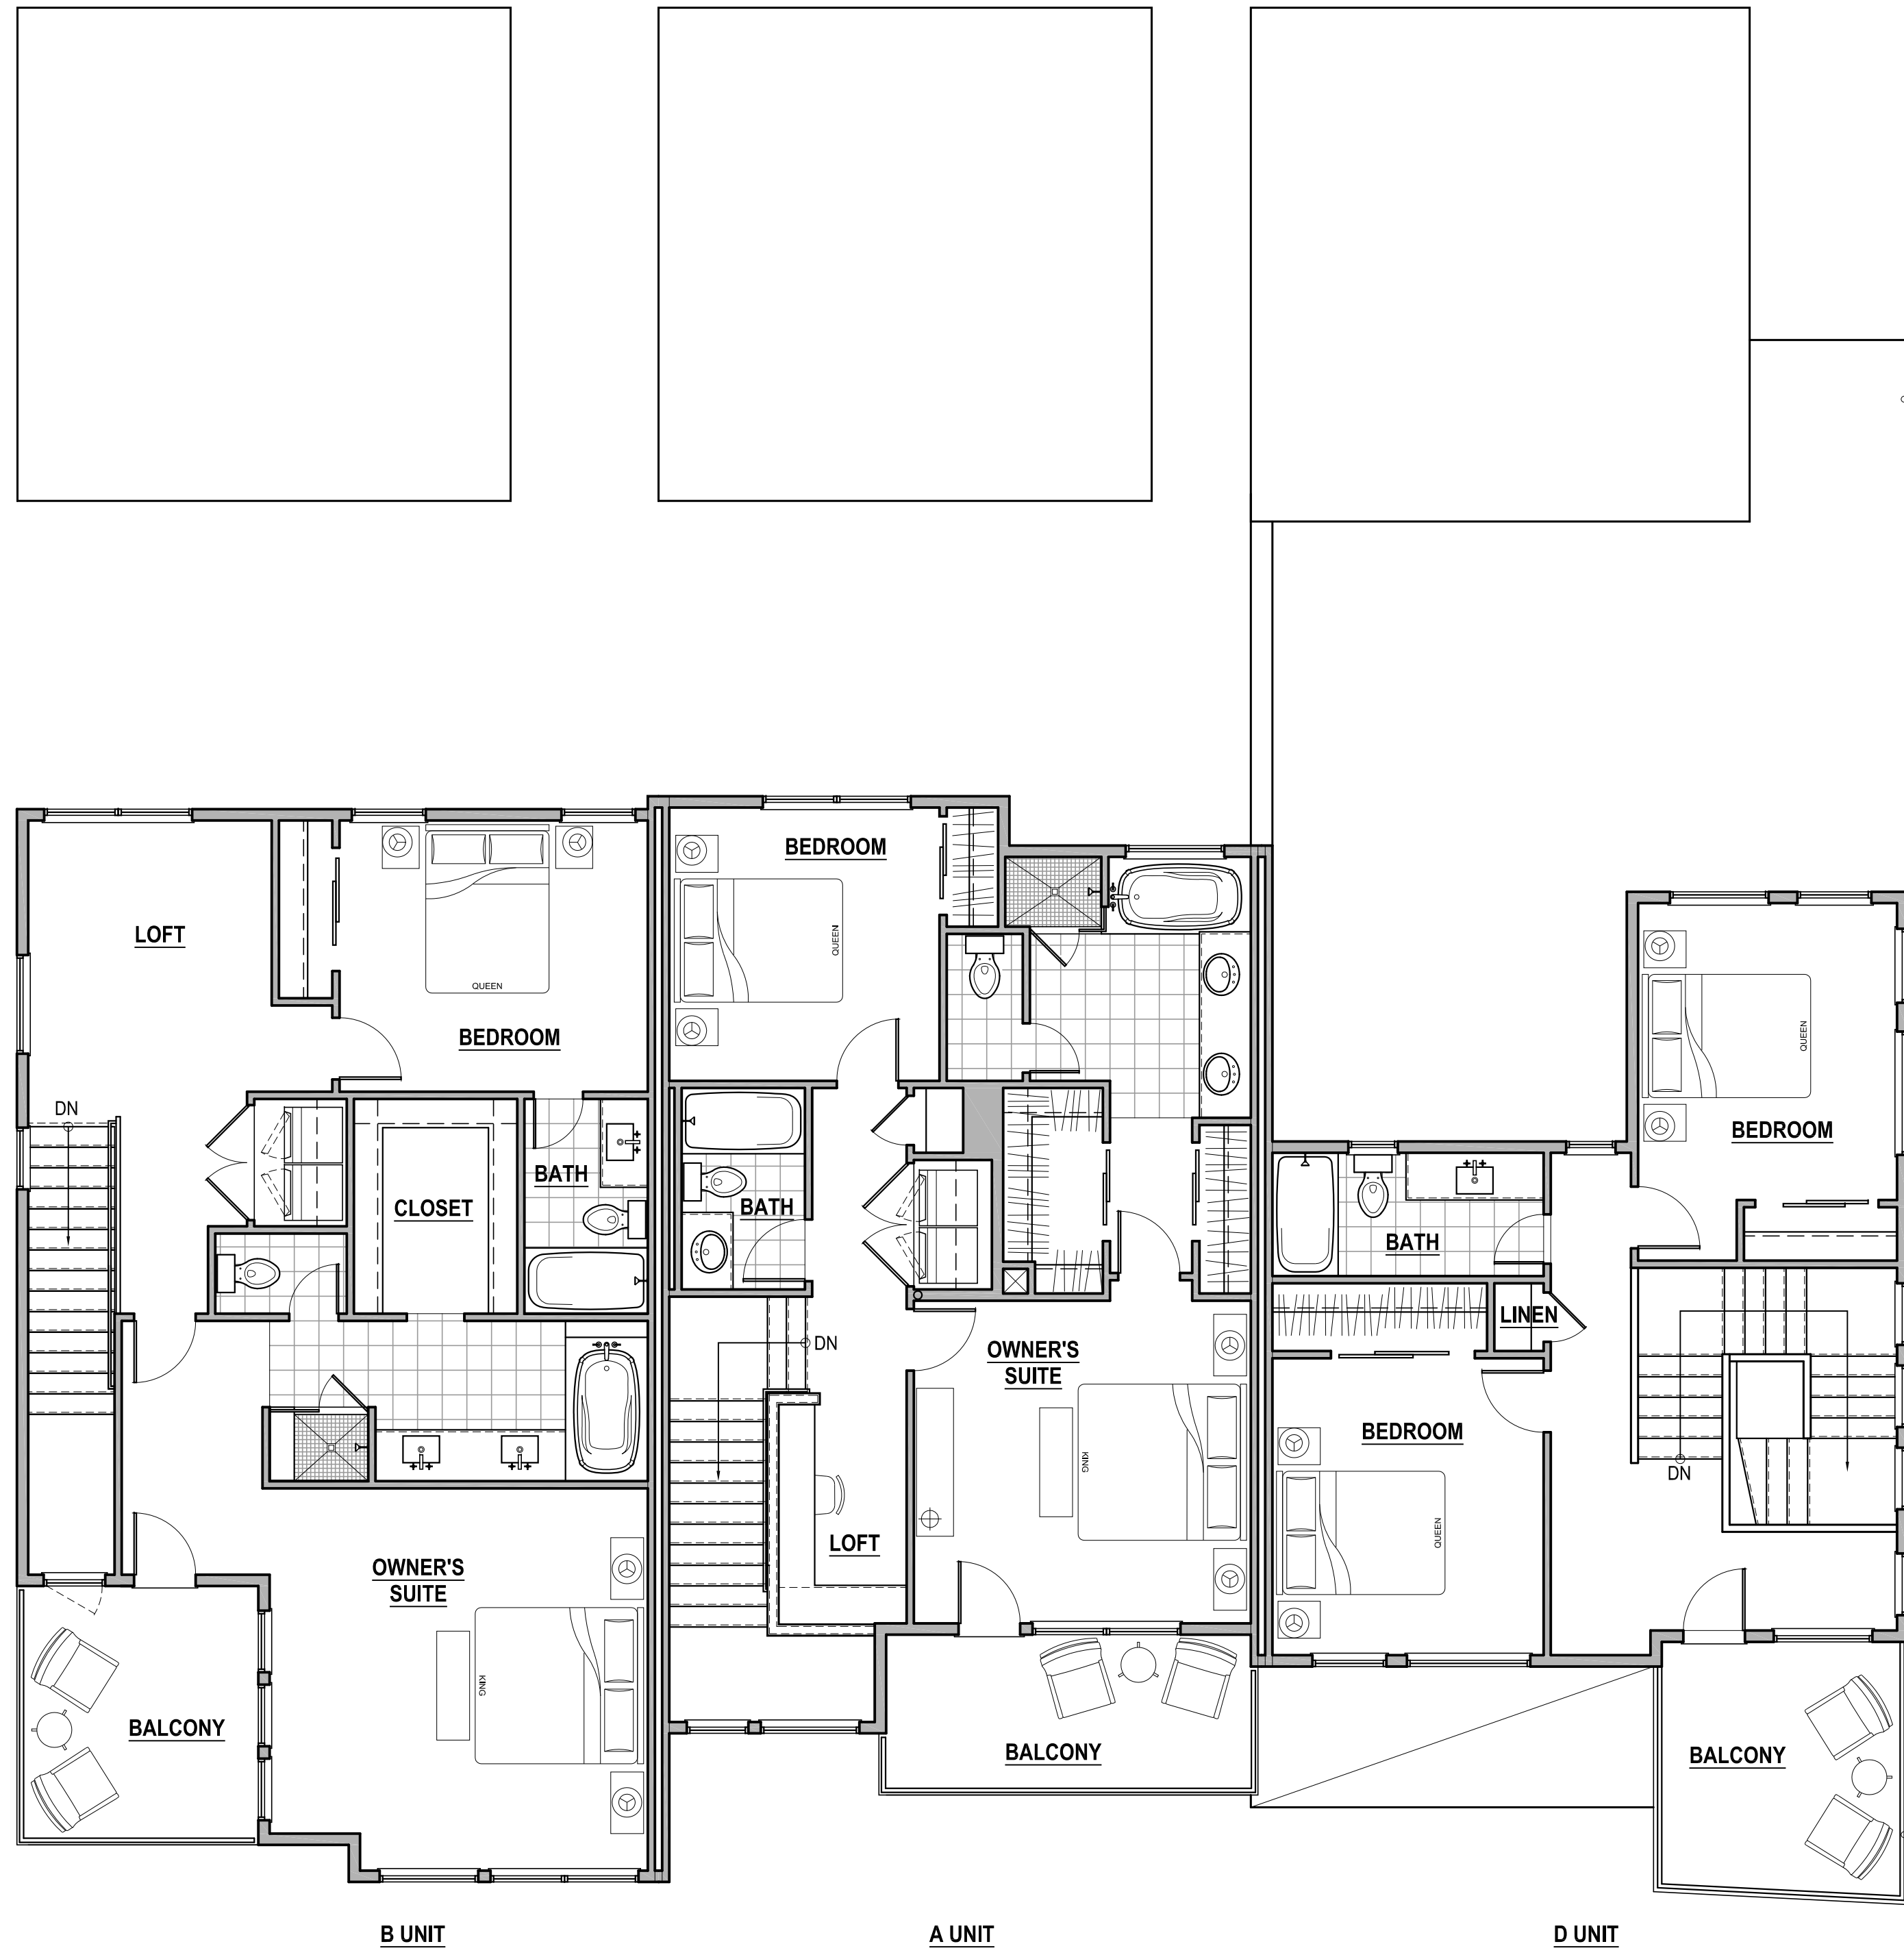 LOFT
QUEEN
BEDROOM
DN
BATH
CLOSET
OWNER'S
SUITE
KING
BALCONY
B UNIT
BEDROOM
QUEEN
BATH
DN
OWNER'S
SUITE
KING
LOFT
BALCONY
A UNIT
QUEEN
BEDROOM
BATH
LINEN
BEDROOM
DN
QUEEN
BALCONY
D UNIT